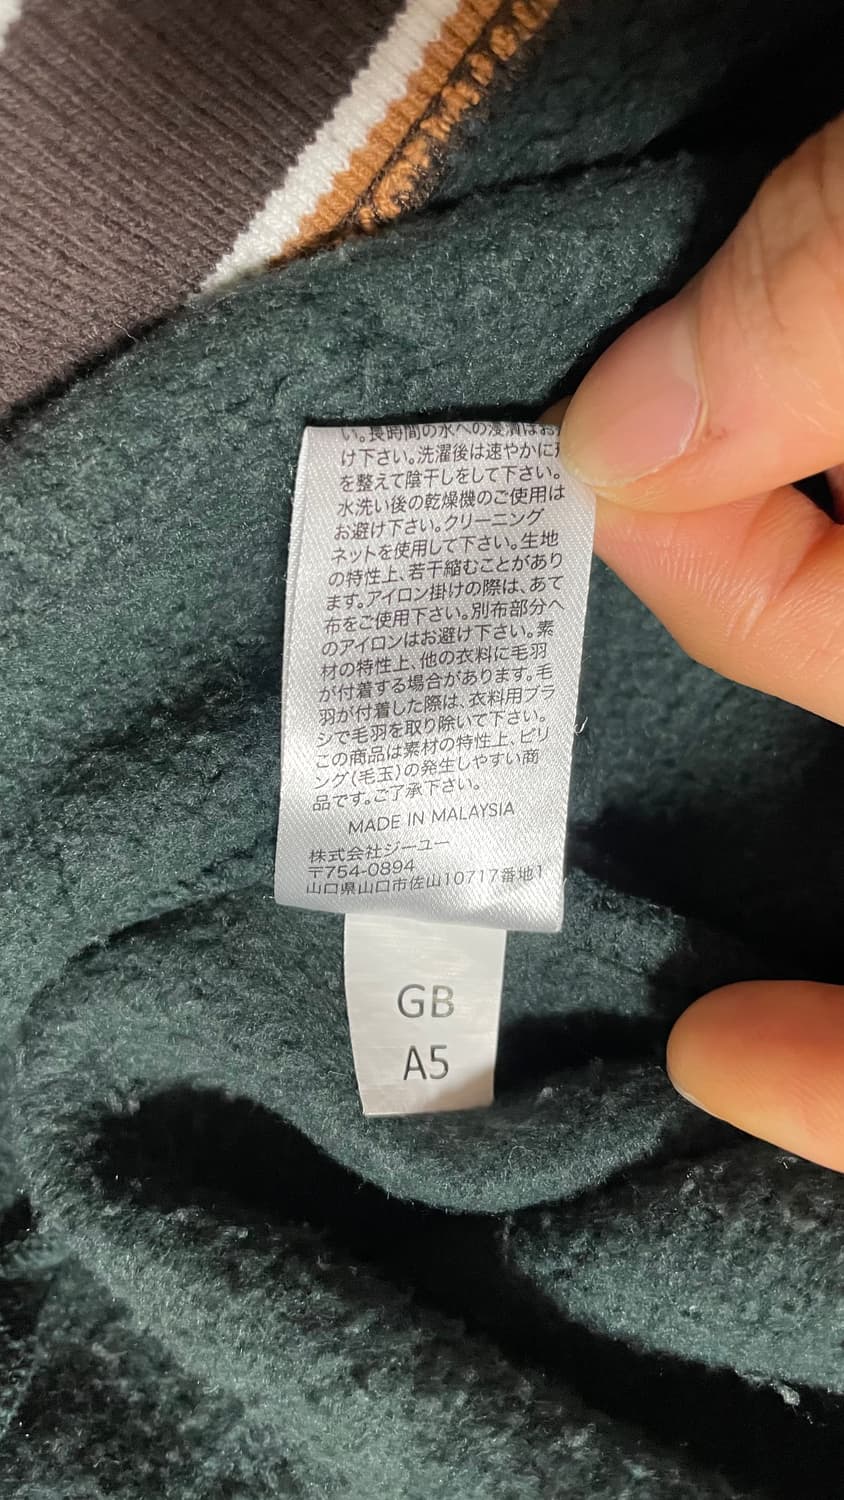 い。長時間の水への浸漬はお
け下さい。洗濯後は速やかに
を整えて陰干しをして下さい。
水洗い後の乾燥機のご使用は
お避け下さい。クリーニング
ネットを使用して下さい。生地
の特性上、若干縮むことがあり
ます。アイロン掛けの際は、あて
布をご使用下さい。別布部分へ
のアイロンはお避け下さい。素
材の特性上、他の衣料に毛羽
が付着する場合があります。毛
羽が付着した際は、衣料用ブラ
シで毛羽を取り除いて下さい。
この商品は素材の特性上、ピリ
ング(毛玉)の発生しやすい商
品です。ご了承下さい。
MADE IN MALAYSIA
株式会社ジーユー
〒754-0894
山口県山口市佐山10717番地1
GB
A5